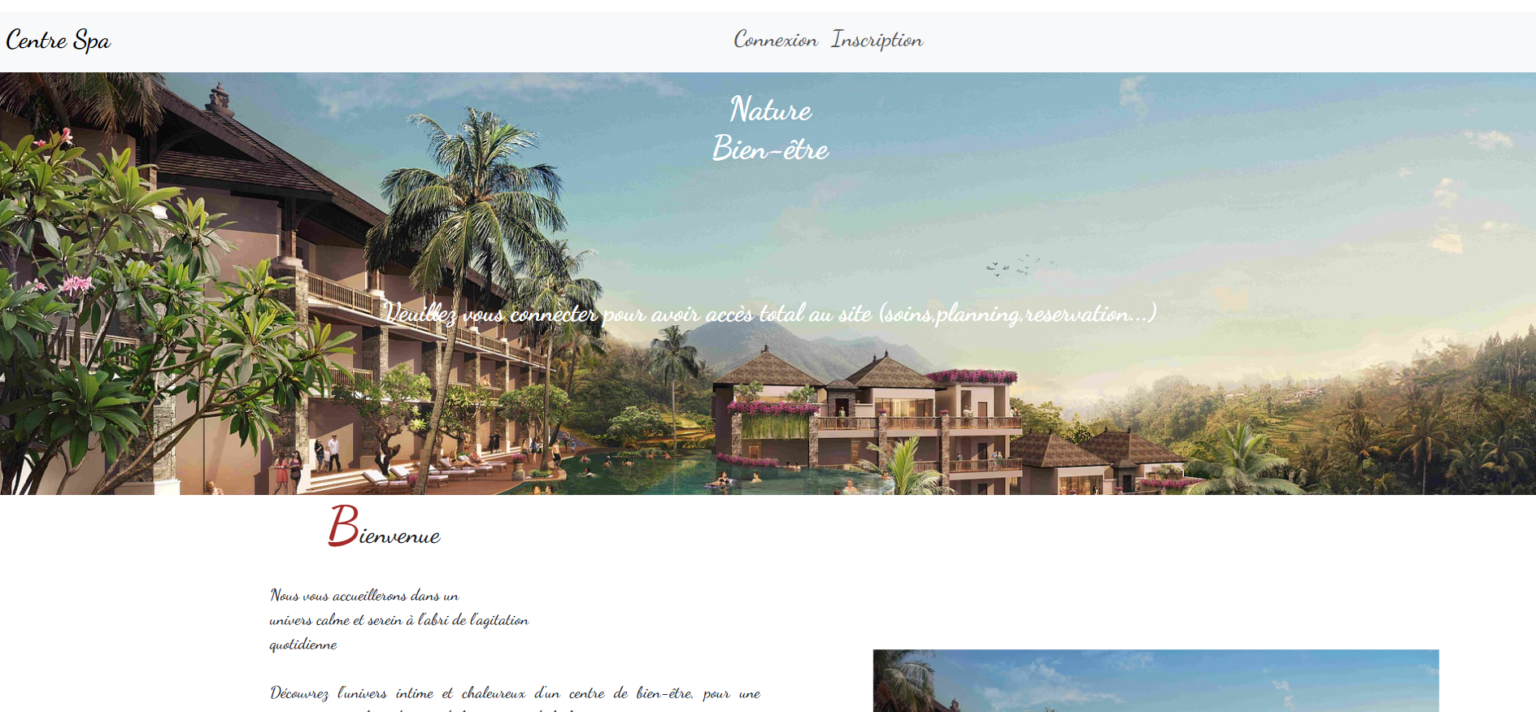 Centre Spa
Connexion Inscription
Nature
Bien-être
Veuillez vous connecter pour avoir accès total au site (soins,planning,reservation...)
Bienvenue
Nous vous accueillerons dans un
univers calme et serein à l'abri de l'agitation
quotidienne
Découvrez l'univers intime et chaleureux d'un centre de bien-être, pour une